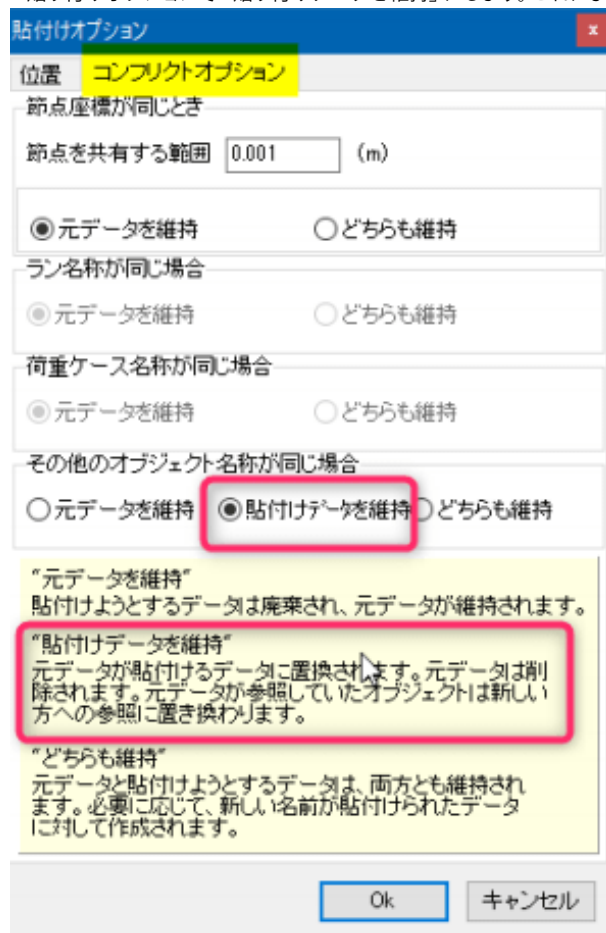 貼付けオプション
x
位置 コンフリクトオプション
節点座標が同じとき
節点を共有する範囲 0.001 (m)
元データを維持 どちらも維持
ラン名称が同じ場合
元データを維持 どちらも維持
荷重ケース名称が同じ場合
元データを維持 どちらも維持
その他のオブジェクト名称が同じ場合
元データを維持 貼付けデータを維持 どちらも維持
"元データを維持"
貼付けようとするデータは廃棄され、元データが維持されます。
"貼付けデータを維持"
元データが貼付けるデータに置換されます。元データは削
除されます。元データが参照していたオブジェクトは新しい
方への参照に置き換わります。
"どちらも維持"
元データと貼付けようとするデータは、両方とも維持され
ます。必要に応じて、新しい名前が貼付けられたデータ
に対して作成されます。
Ok キャンセル